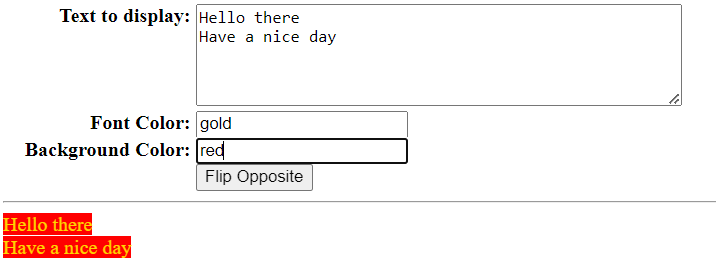 Text to display:
Hello there
Have a nice day
Font Color: gold
Background Color: red
Flip Opposite
Hello there
Have a nice day